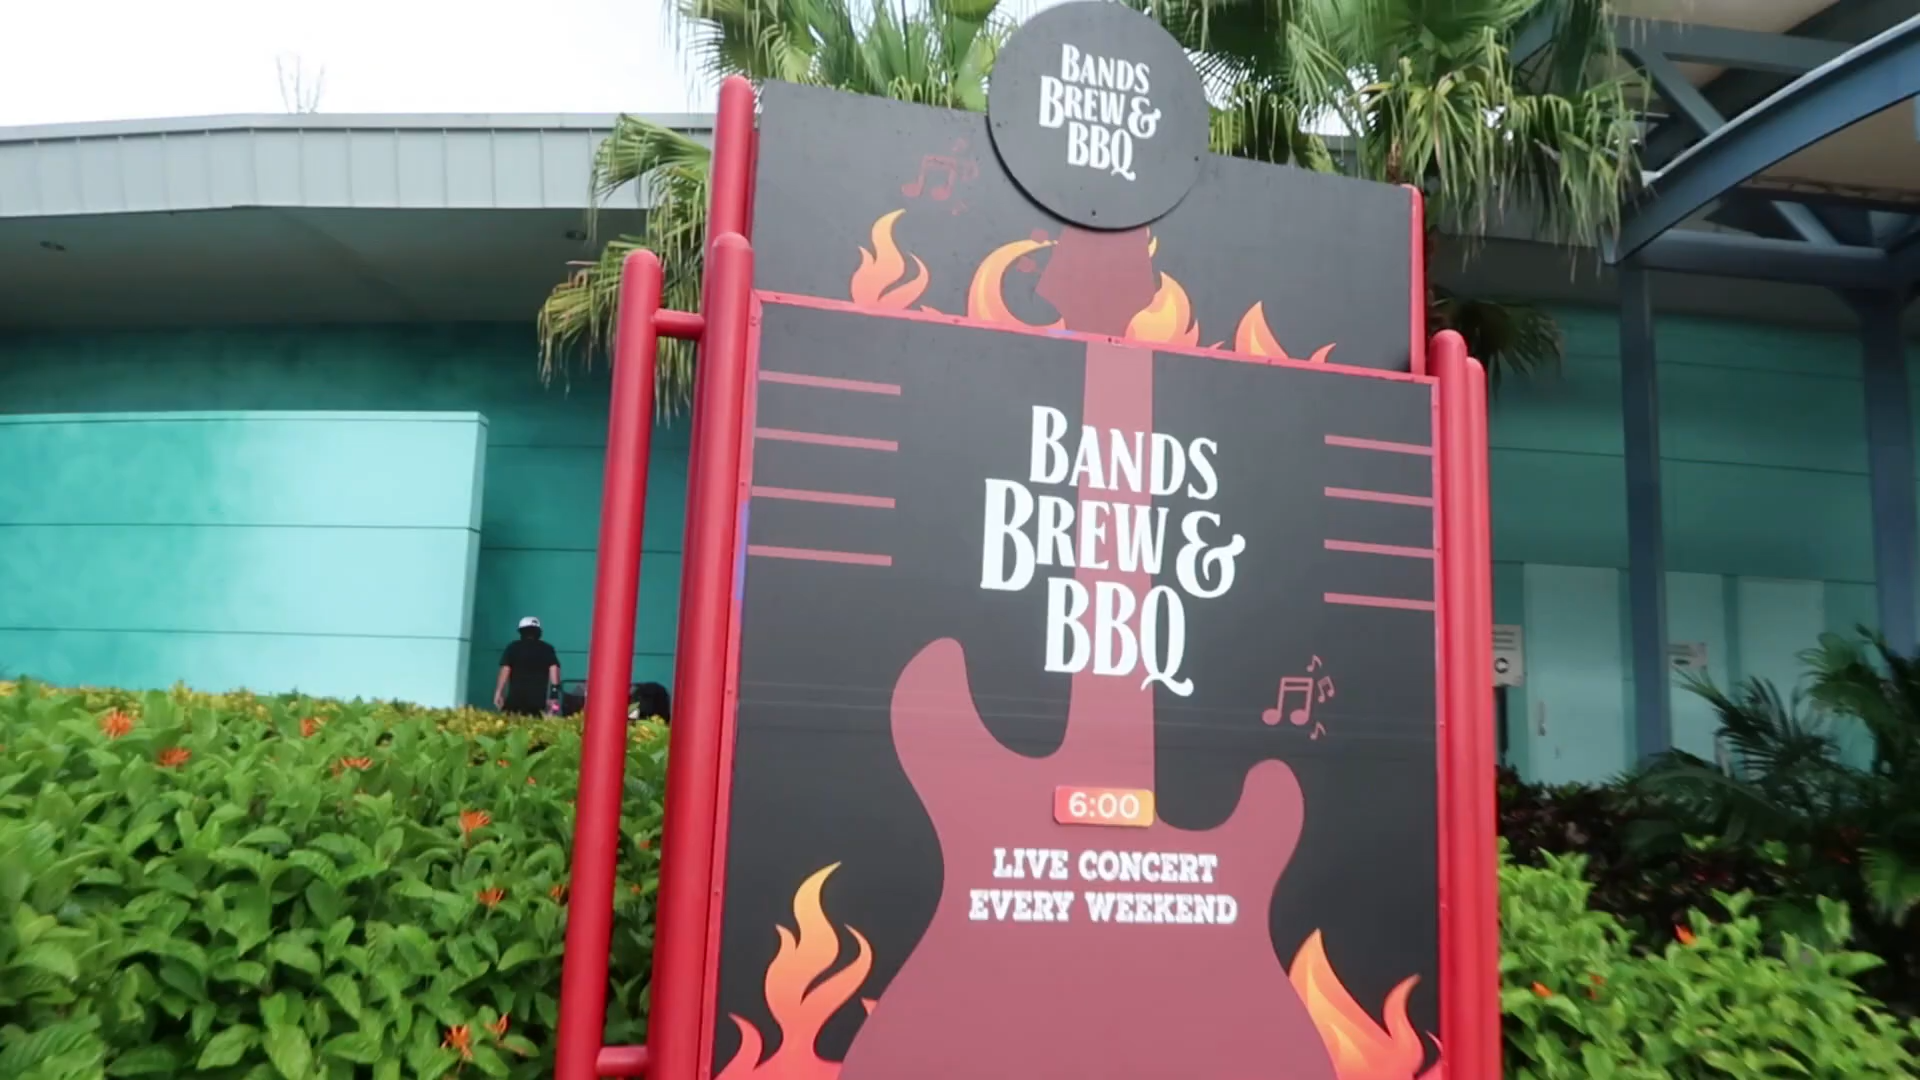 BANDS
BREW &
BBQ
BANDS
BREW &
BBQ
6:00
LIVE CONCERT
EVERY WEEKEND